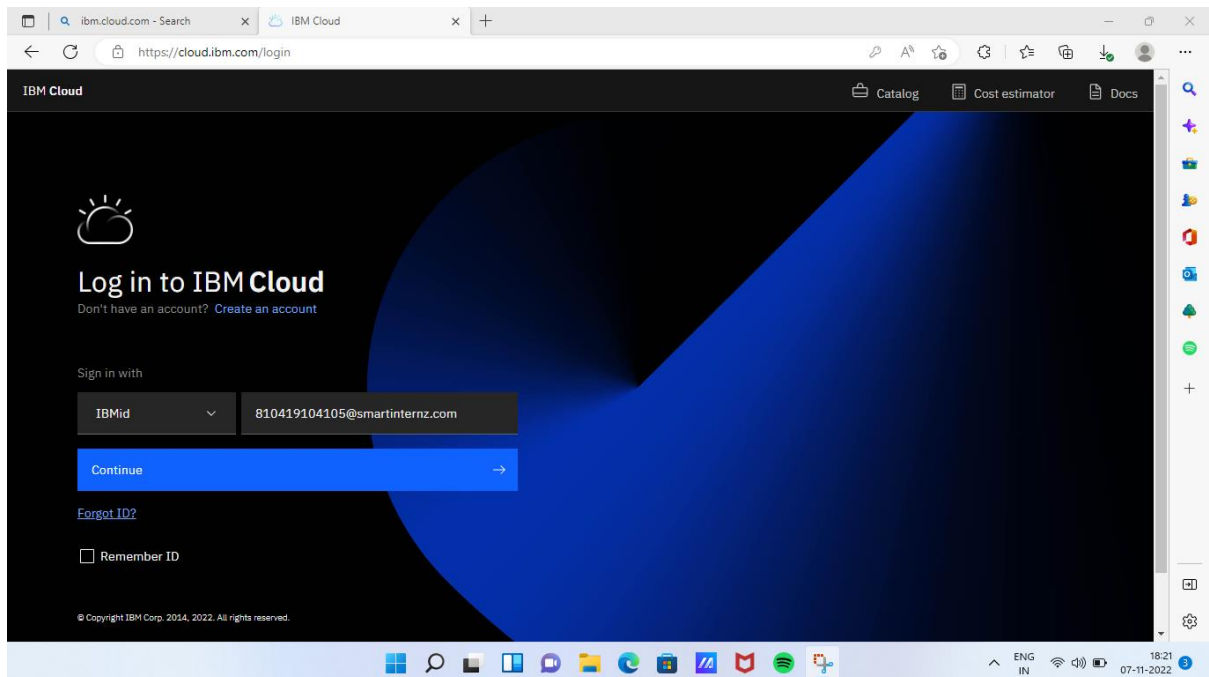 ibm.cloud.com - Search
IBM Cloud
https://cloud.ibm.com/login
IBM Cloud
Catalog
Cost estimator
Docs
Log in to IBM Cloud
Don't have an account? Create an account
Sign in with
IBMid
810419104105@smartinternz.com
Continue
Forgot ID?
Remember ID
© Copyright IBM Corp. 2014, 2022. All rights reserved.
ENG
IN
18:21
07-11-2022
3